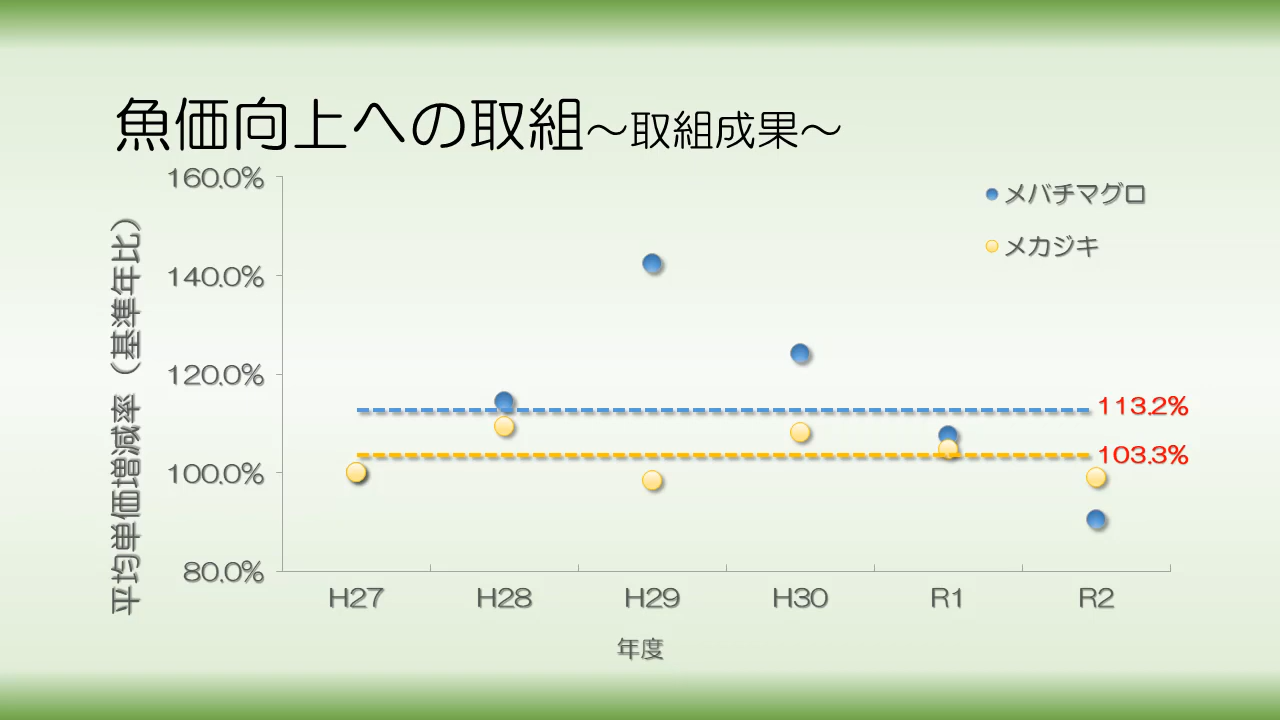 魚価向上への取組～取組成果～
平均単価増減率（基準年比）
160.0%
140.0%
120.0%
100.0%
80.0%
メバチマグロ
メカジキ
113.2%
103.3%
H27 H28 H29 H30 R1 R2
年度